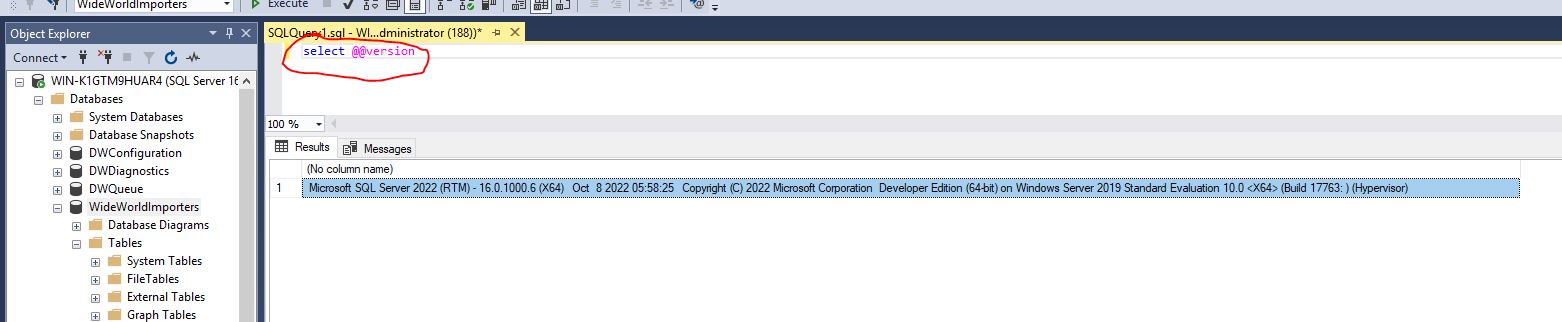 WideWorldImporters
Execute
Object Explorer
Connect
WIN-K1GTM9HUAR4 (SQL Server 16
Databases
System Databases
Database Snapshots
DWConfiguration
DWDiagnostics
DWQueue
WideWorldImporters
Database Diagrams
Tables
System Tables
FileTables
External Tables
Graph Tables
SQLQuery1.sql - WI...dministrator (188))*
select @@version
100 %
Results
Messages
(No column name)
1
Microsoft SQL Server 2022 (RTM) - 16.0.1000.6 (X64) Oct 8 2022 05:58:25 Copyright (C) 2022 Microsoft Corporation Developer Edition (64-bit) on Windows Server 2019 Standard Evaluation 10.0 <X64> (Build 17763: ) (Hypervisor)